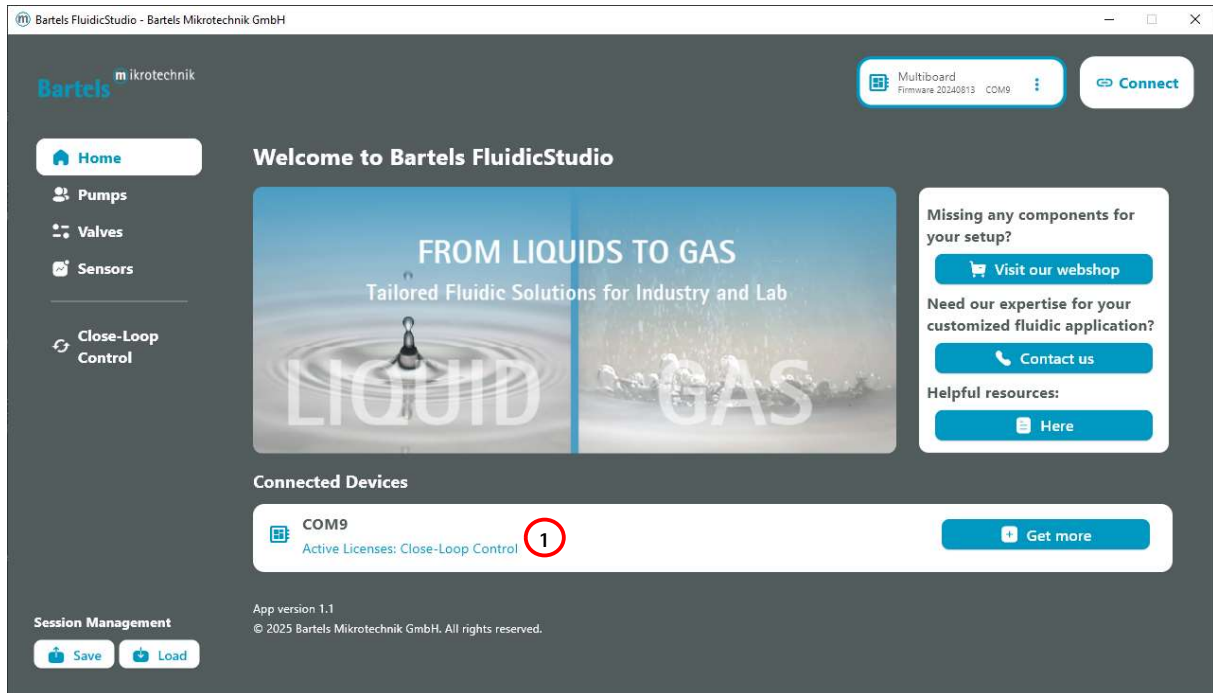 Bartels FluidicStudio - Bartels Mikrotechnik GmbH
Bartels mikrotechnik
Multiboard
Firmware 20240813 COM9
Connect
Home
Pumps
Valves
Sensors
Close-Loop
Control
Welcome to Bartels FluidicStudio
FROM LIQUIDS TO GAS
Tailored Fluidic Solutions for Industry and Lab
LIQUID GAS
Missing any components for
your setup?
Visit our webshop
Need our expertise for your
customized fluidic application?
Contact us
Helpful resources:
Here
Connected Devices
COM9
Active Licenses: Close-Loop Control
1
Get more
App version 1.1
© 2025 Bartels Mikrotechnik GmbH. All rights reserved.
Session Management
Save Load